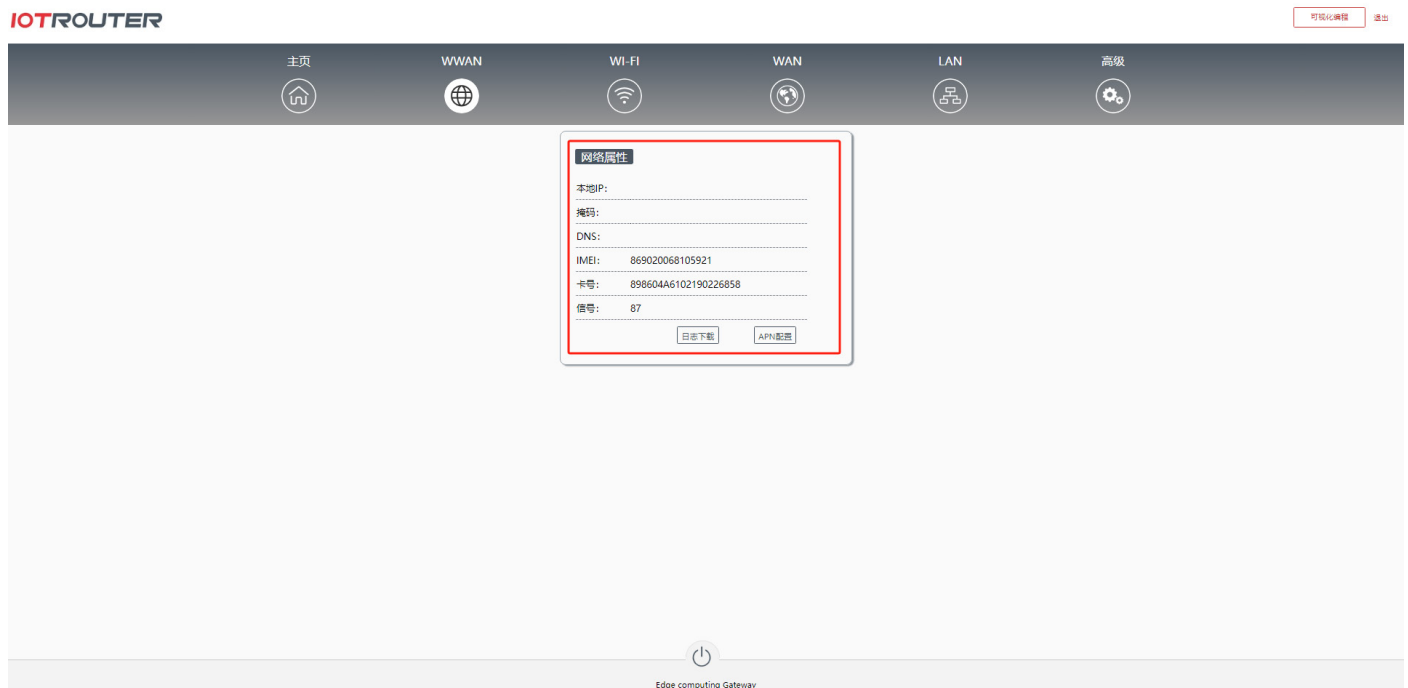 IOTROUTER
可视化编程 退出
主页 WWAN WI-FI WAN LAN 高级
网络属性
本地IP:
掩码:
DNS:
IMEI: 869020068105921
卡号: 898604A6102190226858
信号: 87
日志下载 APN配置
Edge computing Gateway